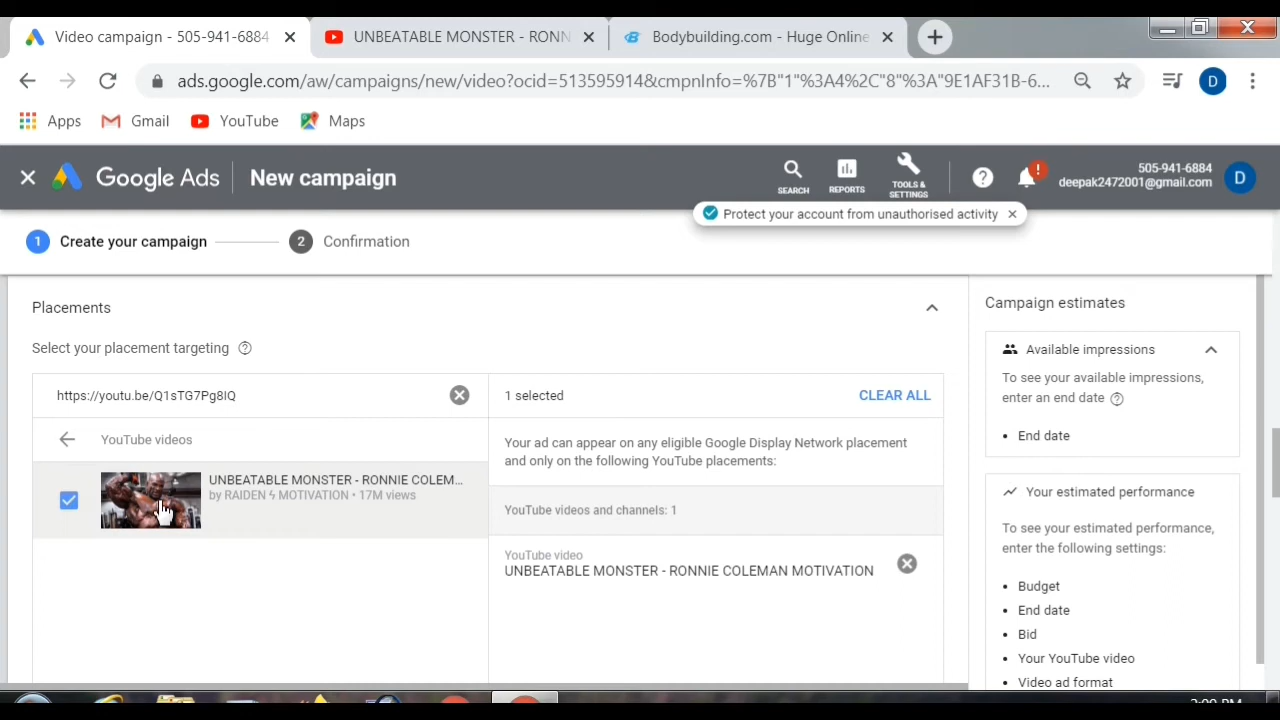 Video campaign - 505-941-6884
UNBEATABLE MONSTER - RONN
Bodybuilding.com - Huge Online
ads.google.com/aw/campaigns/new/video?ocid=513595914&cmpnInfo=%7B"1"%3A4%2C"8"%3A"9E1AF31B-6...
D
Apps
Gmail
YouTube
Maps
Google Ads
New campaign
SEARCH
REPORTS
TOOLS &
SETTINGS
505-941-6884
deepak2472001@gmail.com
D
Protect your account from unauthorised activity
1 Create your campaign
2 Confirmation
Placements
Select your placement targeting
https://youtu.be/Q1sTG7Pg8IQ
1 selected
CLEAR ALL
YouTube videos
UNBEATABLE MONSTER - RONNIE COLEM...
by RAIDEN ϟ MOTIVATION • 17M views
Your ad can appear on any eligible Google Display Network placement
and only on the following YouTube placements:
YouTube videos and channels: 1
YouTube video
UNBEATABLE MONSTER - RONNIE COLEMAN MOTIVATION
Campaign estimates
Available impressions
To see your available impressions,
enter an end date
• End date
Your estimated performance
To see your estimated performance,
enter the following settings:
• Budget
• End date
• Bid
• Your YouTube video
• Video ad format